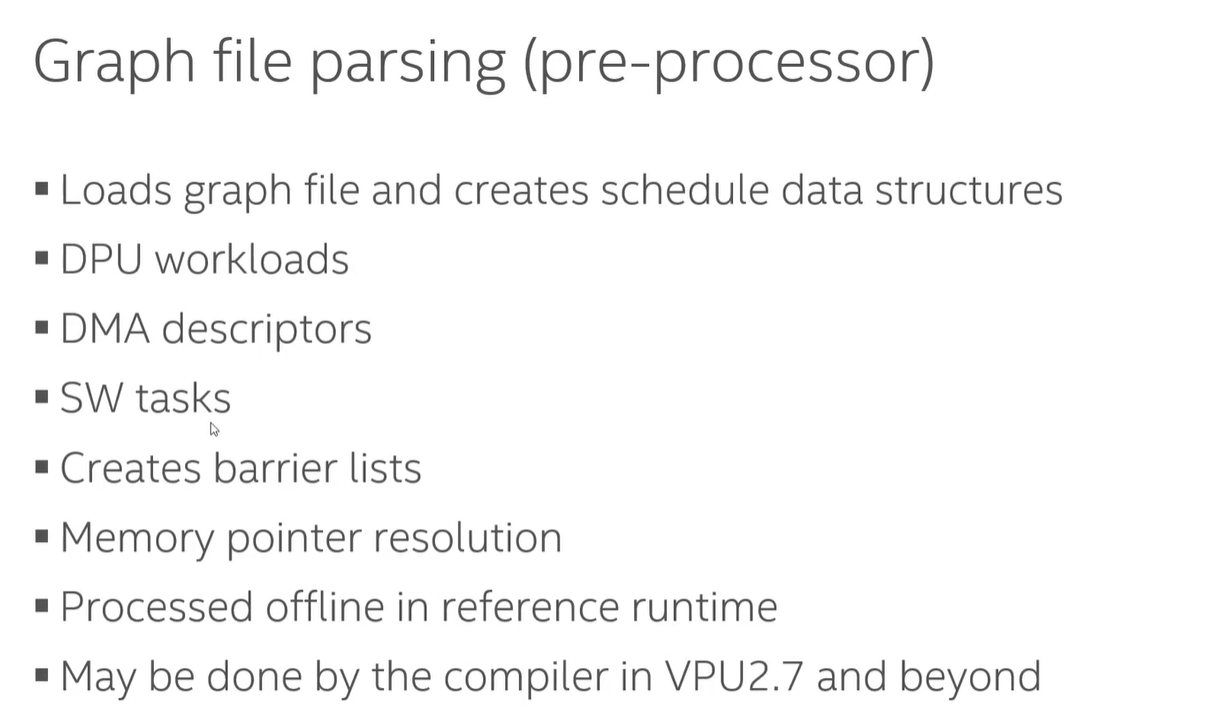 Graph file parsing (pre-processor)
▪ Loads graph file and creates schedule data structures
▪ DPU workloads
▪ DMA descriptors
▪ SW tasks
▪ Creates barrier lists
▪ Memory pointer resolution
▪ Processed offline in reference runtime
▪ May be done by the compiler in VPU2.7 and beyond